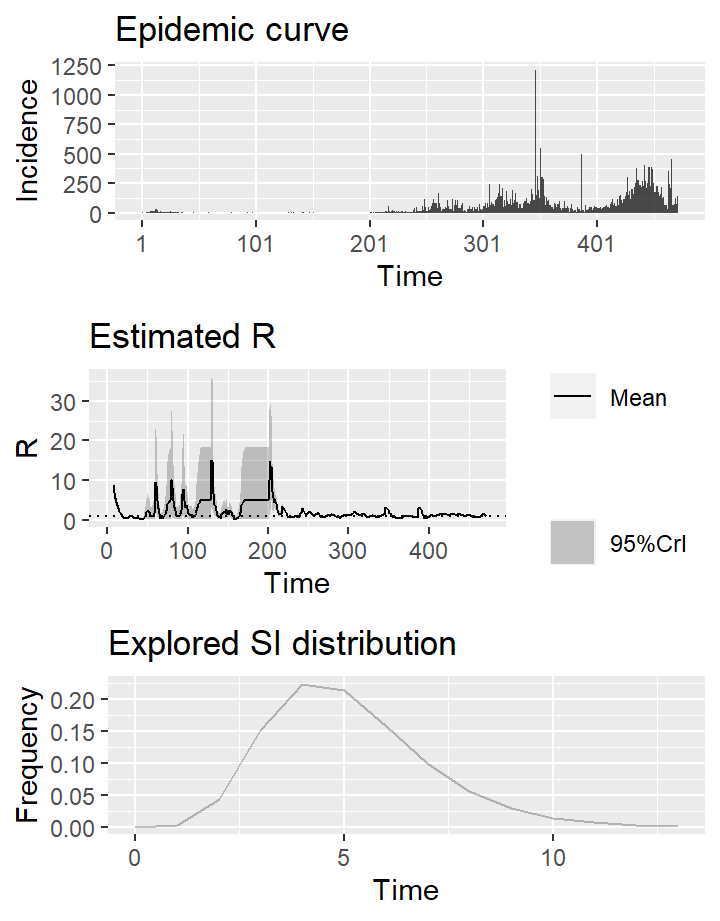 Epidemic curve
Incidence
1250
1000
750
500
250
0
1 101 201 301 401
Time
Estimated R
R
30
20
10
0
0 100 200 300 400
Time
Mean
95%CrI
Explored SI distribution
Frequency
0.20
0.15
0.10
0.05
0.00
0 5 10
Time